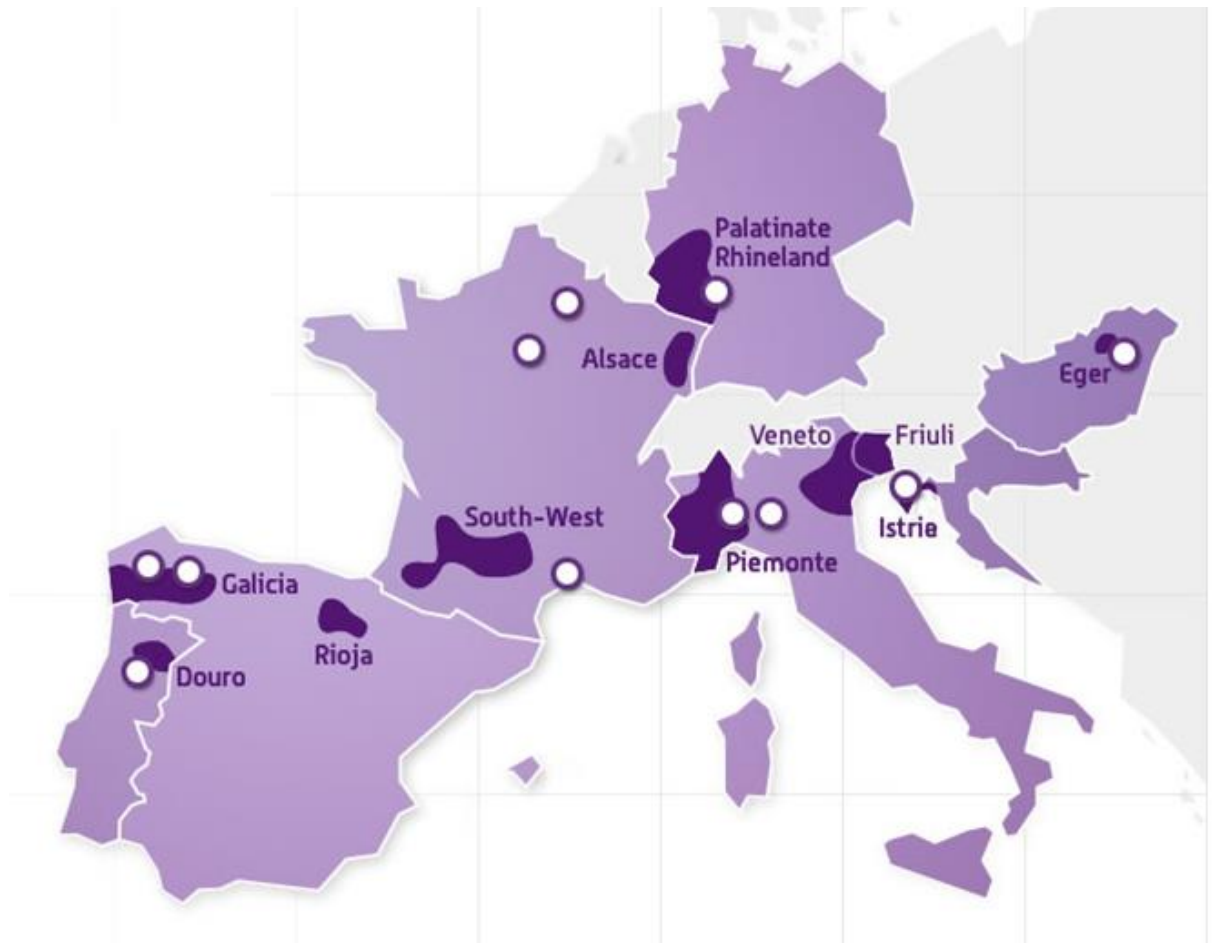 Palatinate
Rhineland
Alsace
Eger
Veneto
Friuli
South-West
Istrie
Piemonte
Galicia
Rioja
Douro